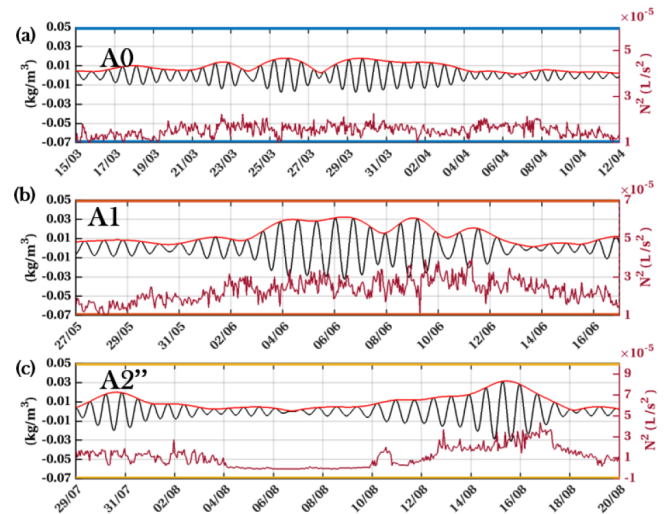 (a)
A0
0.05
0.03
0.01
-0.01
-0.03
-0.05
-0.07
(kg/m³)
×10⁻⁵
5
3
1
N² (L/s²)
15/03 17/03 19/03 21/03 23/03 25/03 27/03 29/03 31/03 02/04 04/04 06/04 08/04 10/04 12/04
(b)
A1
0.05
0.03
0.01
-0.01
-0.03
-0.05
-0.07
(kg/m³)
×10⁻⁵
7
5
3
1
N² (L/s²)
27/05 29/05 31/05 02/06 04/06 06/06 08/06 10/06 12/06 14/06 16/06
(c)
A2”
0.05
0.03
0.01
-0.01
-0.03
-0.05
-0.07
(kg/m³)
×10⁻⁵
9
7
5
3
1
-1
N² (L/s²)
29/07 31/07 02/08 04/08 06/08 08/08 10/08 12/08 14/08 16/08 18/08 20/08